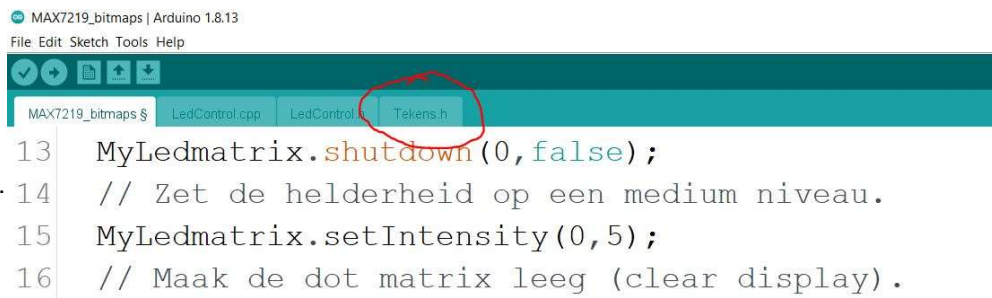 MAX7219_bitmaps | Arduino 1.8.13
File Edit Sketch Tools Help
MAX7219_bitmaps § LedControl.cpp LedControl.h Tekens.h
13 MyLedmatrix.shutdown(0,false);
14 // Zet de helderheid op een medium niveau.
15 MyLedmatrix.setIntensity(0,5);
16 // Maak de dot matrix leeg (clear display).